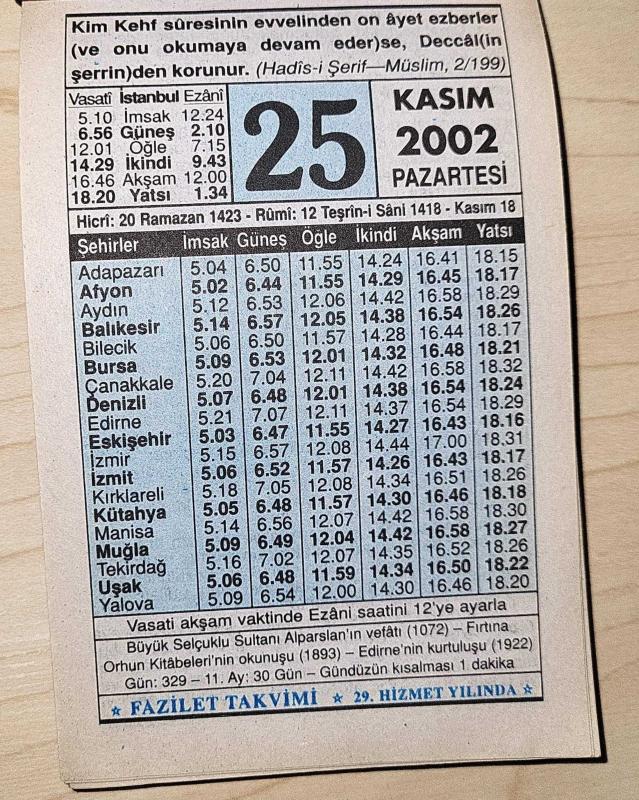 Kim Kehf sûresinin evvelinden on âyet ezberler
(ve onu okumaya devam eder)se, Deccâl(in
şerrin)den korunur. (Hadîs-i Şerif—Müslim, 2/199)
Vasatî İstanbul Ezânî
5.10 İmsak 12.24
6.56 Güneş 2.10
12.01 Öğle 7.15
14.29 İkindi 9.43
16.46 Akşam 12.00
18.20 Yatsı 1.34
25
KASIM
2002
PAZARTESİ
Hicrî: 20 Ramazan 1423 - Rûmî: 12 Teşrîn-i Sâni 1418 - Kasım 18
Şehirler İmsak Güneş Öğle İkindi Akşam Yatsı
Adapazarı 5.04 6.50 11.55 14.24 16.41 18.15
Afyon 5.02 6.44 11.55 14.29 16.45 18.17
Aydın 5.12 6.53 12.06 14.42 16.58 18.29
Balıkesir 5.14 6.57 12.05 14.38 16.54 18.26
Bilecik 5.06 6.50 11.57 14.28 16.44 18.17
Bursa 5.09 6.53 12.01 14.32 16.48 18.21
Çanakkale 5.20 7.04 12.11 14.42 16.58 18.32
Denizli 5.07 6.48 12.01 14.38 16.54 18.24
Edirne 5.21 7.07 12.11 14.37 16.54 18.29
Eskişehir 5.03 6.47 11.55 14.27 16.43 18.16
İzmir 5.15 6.57 12.08 14.44 17.00 18.31
İzmit 5.06 6.52 11.57 14.26 16.43 18.17
Kırklareli 5.18 7.05 12.08 14.34 16.51 18.26
Kütahya 5.05 6.48 11.57 14.30 16.46 18.18
Manisa 5.14 6.56 12.07 14.42 16.58 18.30
Muğla 5.09 6.49 12.04 14.42 16.58 18.27
Tekirdağ 5.16 7.02 12.07 14.35 16.52 18.26
Uşak 5.06 6.48 11.59 14.34 16.50 18.22
Yalova 5.09 6.54 12.00 14.30 16.46 18.20
Vasati akşam vaktinde Ezâni saatini 12'ye ayarla
Büyük Selçuklu Sultanı Alparslan'ın vefâtı (1072) – Fırtına
Orhun Kitâbeleri'nin okunuşu (1893) – Edirne'nin kurtuluşu (1922)
Gün: 329 – 11. Ay: 30 Gün – Gündüzün kısalması 1 dakika
☆ FAZİLET TAKVİMİ ☆ 29. HİZMET YILINDA ☆